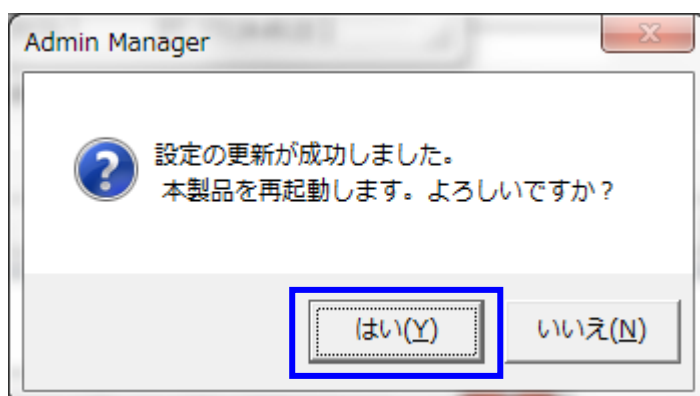 Admin Manager
設定の更新が成功しました。
本製品を再起動します。よろしいですか？
はい(Y)
いいえ(N)